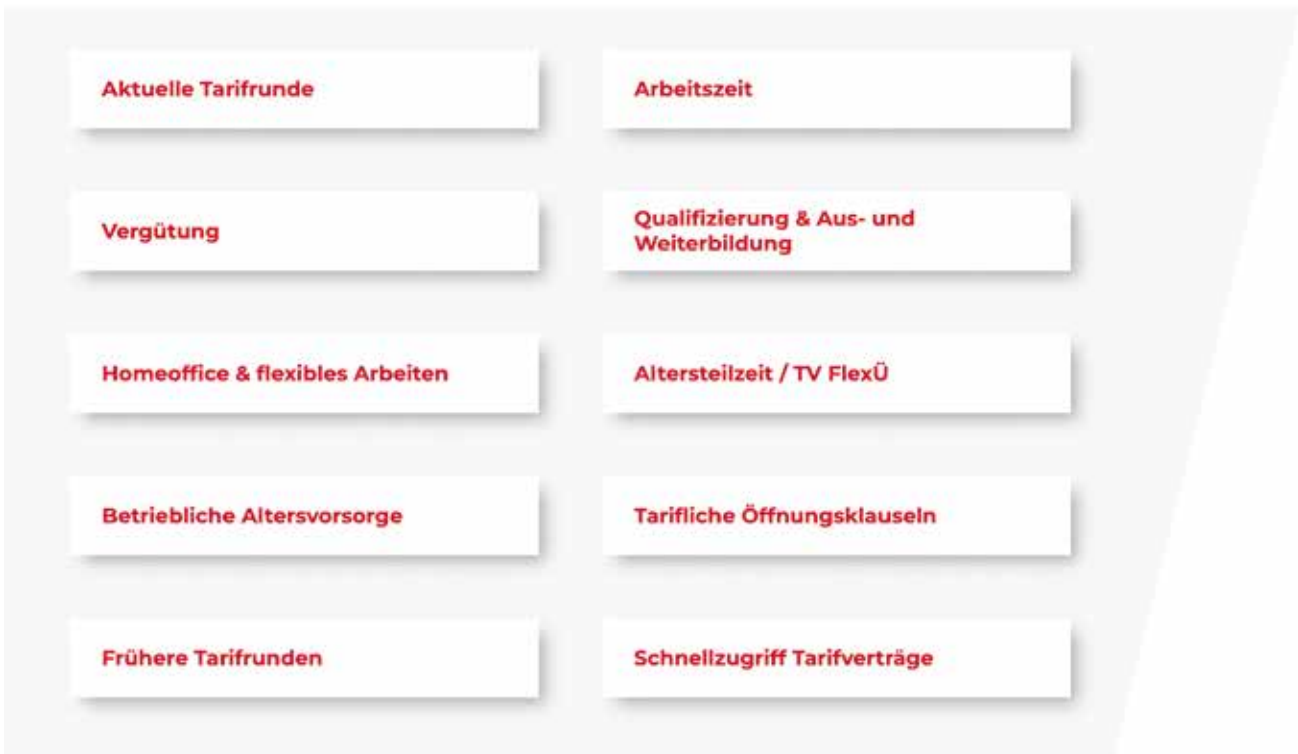 Aktuelle Tarifrunde
Arbeitszeit
Vergütung
Qualifizierung & Aus- und
Weiterbildung
Homeoffice & flexibles Arbeiten
Altersteilzeit / TV FlexÜ
Betriebliche Altersvorsorge
Tarifliche Öffnungsklauseln
Frühere Tarifrunden
Schnellzugriff Tarifverträge